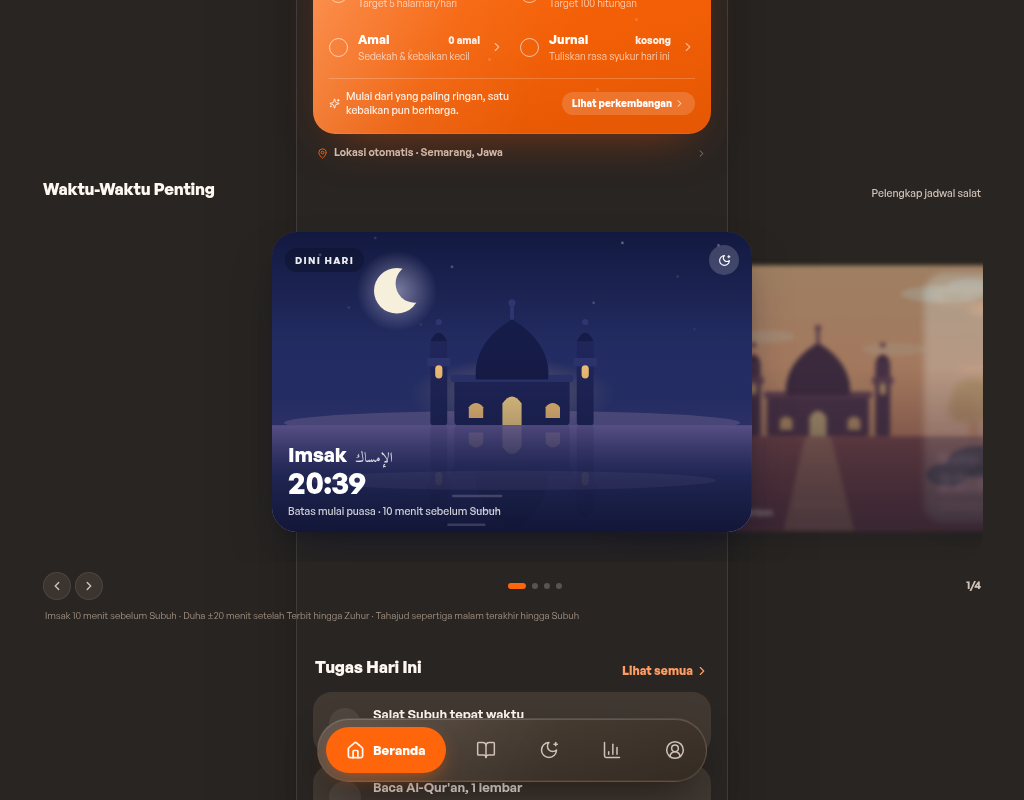 Target 5 halaman/hari
Target 100 hitungan
Amal
0 amal
Sedekah & kebaikan kecil
Jurnal
kosong
Tuliskan rasa syukur hari ini
Mulai dari yang paling ringan, satu
kebaikan pun berharga.
Lihat perkembangan
Lokasi otomatis · Semarang, Jawa
Waktu-Waktu Penting
Pelengkap jadwal salat
DINI HARI
Imsak الإمساك
20:39
Batas mulai puasa · 10 menit sebelum Subuh
1/4
Imsak 10 menit sebelum Subuh · Duha ±20 menit setelah Terbit hingga Zuhur · Tahajud sepertiga malam terakhir hingga Subuh
Tugas Hari Ini
Lihat semua
Salat Subuh tepat waktu
Beranda
Baca Al-Qur'an, 1 lembar